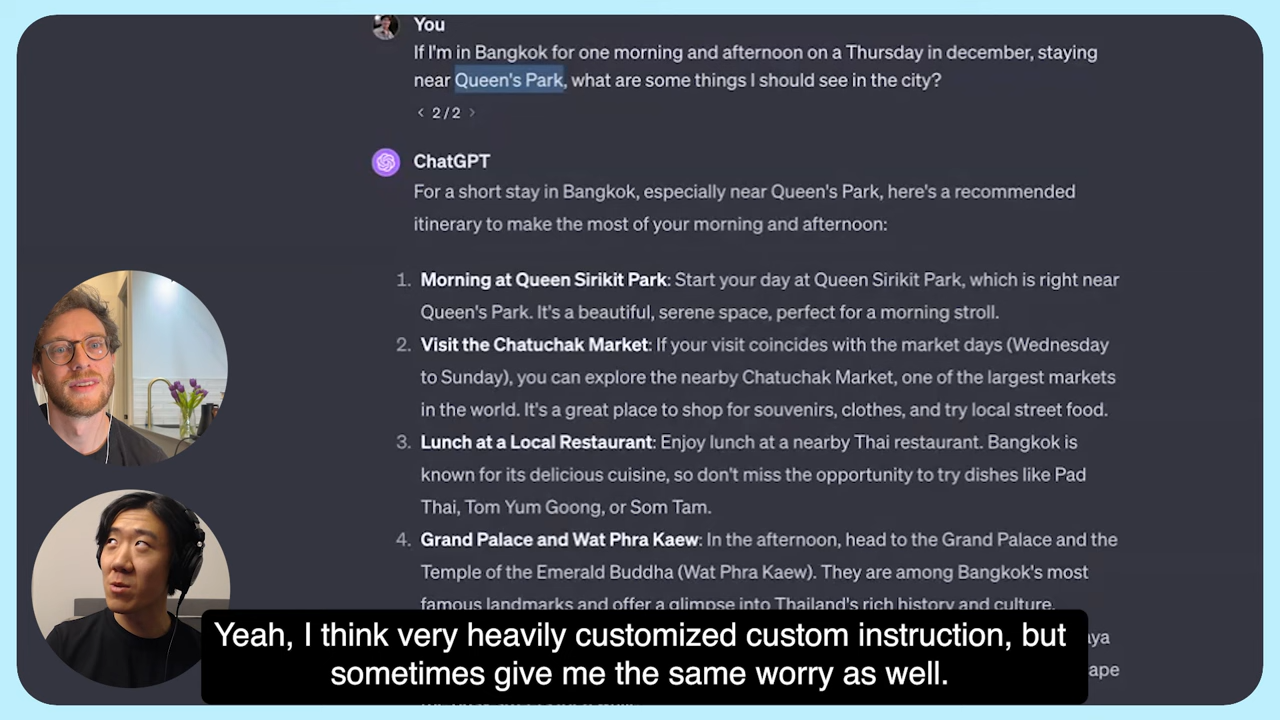 You
If I'm in Bangkok for one morning and afternoon on a Thursday in december, staying
near Queen's Park, what are some things I should see in the city?
< 2/2 >
ChatGPT
For a short stay in Bangkok, especially near Queen's Park, here's a recommended
itinerary to make the most of your morning and afternoon:
1. Morning at Queen Sirikit Park: Start your day at Queen Sirikit Park, which is right near
Queen's Park. It's a beautiful, serene space, perfect for a morning stroll.
2. Visit the Chatuchak Market: If your visit coincides with the market days (Wednesday
to Sunday), you can explore the nearby Chatuchak Market, one of the largest markets
in the world. It's a great place to shop for souvenirs, clothes, and try local street food.
3. Lunch at a Local Restaurant: Enjoy lunch at a nearby Thai restaurant. Bangkok is
known for its delicious cuisine, so don't miss the opportunity to try dishes like Pad
Thai, Tom Yum Goong, or Som Tam.
4. Grand Palace and Wat Phra Kaew: In the afternoon, head to the Grand Palace and the
Temple of the Emerald Buddha (Wat Phra Kaew). They are among Bangkok's most
famous landmarks and offer a glimpse into Thailand's rich history and culture.
aya
ape
Yeah, I think very heavily customized custom instruction, but
sometimes give me the same worry as well.